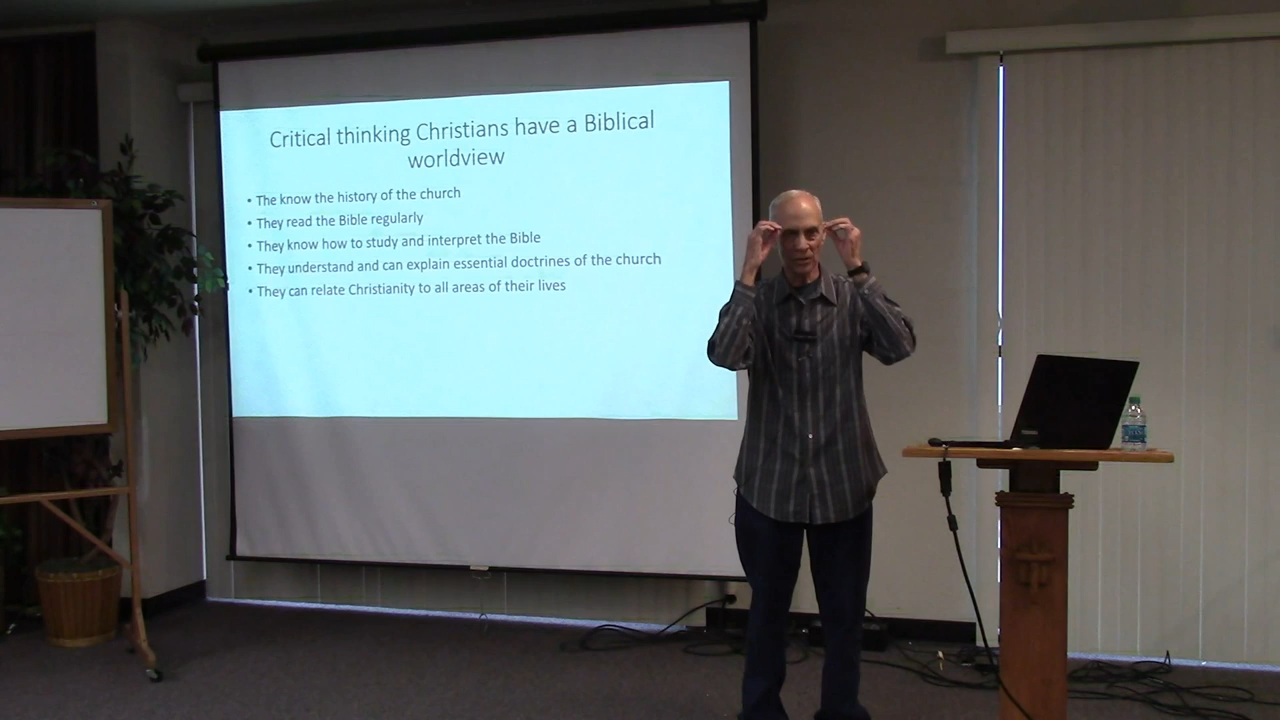 Critical thinking Christians have a Biblical
worldview
• The know the history of the church
• They read the Bible regularly
• They know how to study and interpret the Bible
• They understand and can explain essential doctrines of the church
• They can relate Christianity to all areas of their lives